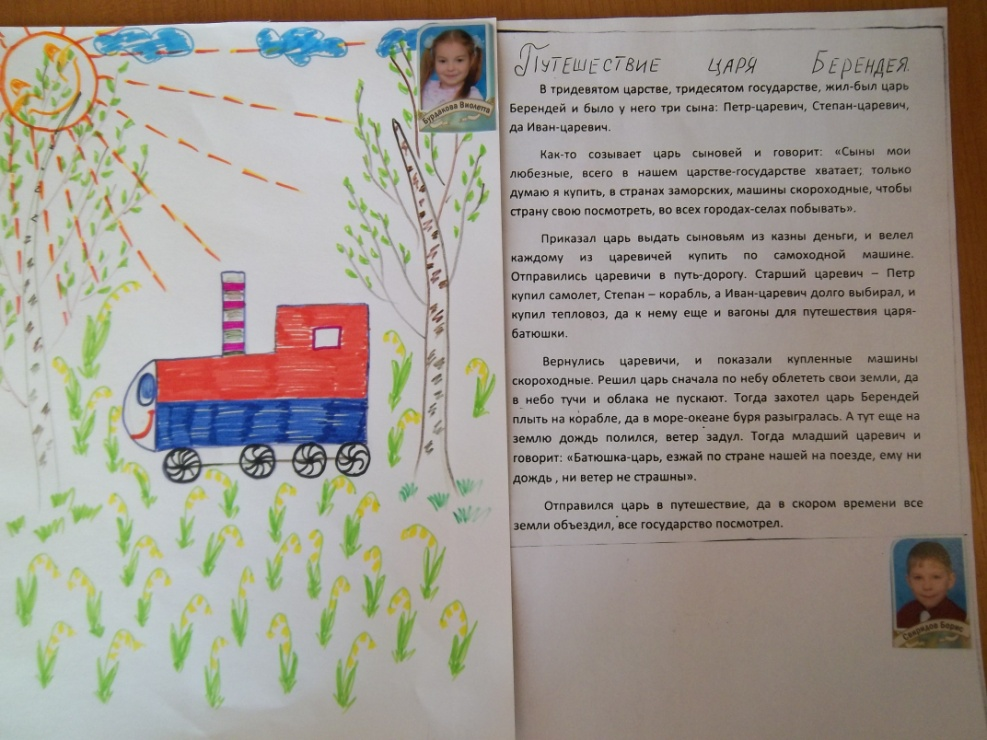 Бурдакова Виолета
Путешествие царя Берендея.
В тридевятом царстве, тридесятом государстве, жил-был царь
Берендей и было у него три сына: Петр-царевич, Степан-царевич,
да Иван-царевич.
Как-то созывает царь сыновей и говорит: «Сыны мои
любезные, всего в нашем царстве-государстве хватает; только
думаю я купить, в странах заморских, машины скороходные, чтобы
страну свою посмотреть, во всех городах-селах побывать».
Приказал царь выдать сыновьям из казны деньги, и велел
каждому из царевичей купить по самоходной машине.
Отправились царевичи в путь-дорогу. Старший царевич – Петр
купил самолет, Степан – корабль, а Иван-царевич долго выбирал, и
купил тепловоз, да к нему еще и вагоны для путешествия царя-
батюшки.
Вернулись царевичи, и показали купленные машины
скороходные. Решил царь сначала по небу облететь свои земли, да
в небо тучи и облака не пускают. Тогда захотел царь Берендей
плыть на корабле, да в море-океане буря разыгралась. А тут еще на
землю дождь полился, ветер задул. Тогда младший царевич и
говорит: «Батюшка-царь, езжай по стране нашей на поезде, ему ни
дождь , ни ветер не страшны».
Отправился царь в путешествие, да в скором времени все
земли объездил, все государство посмотрел.
Борис